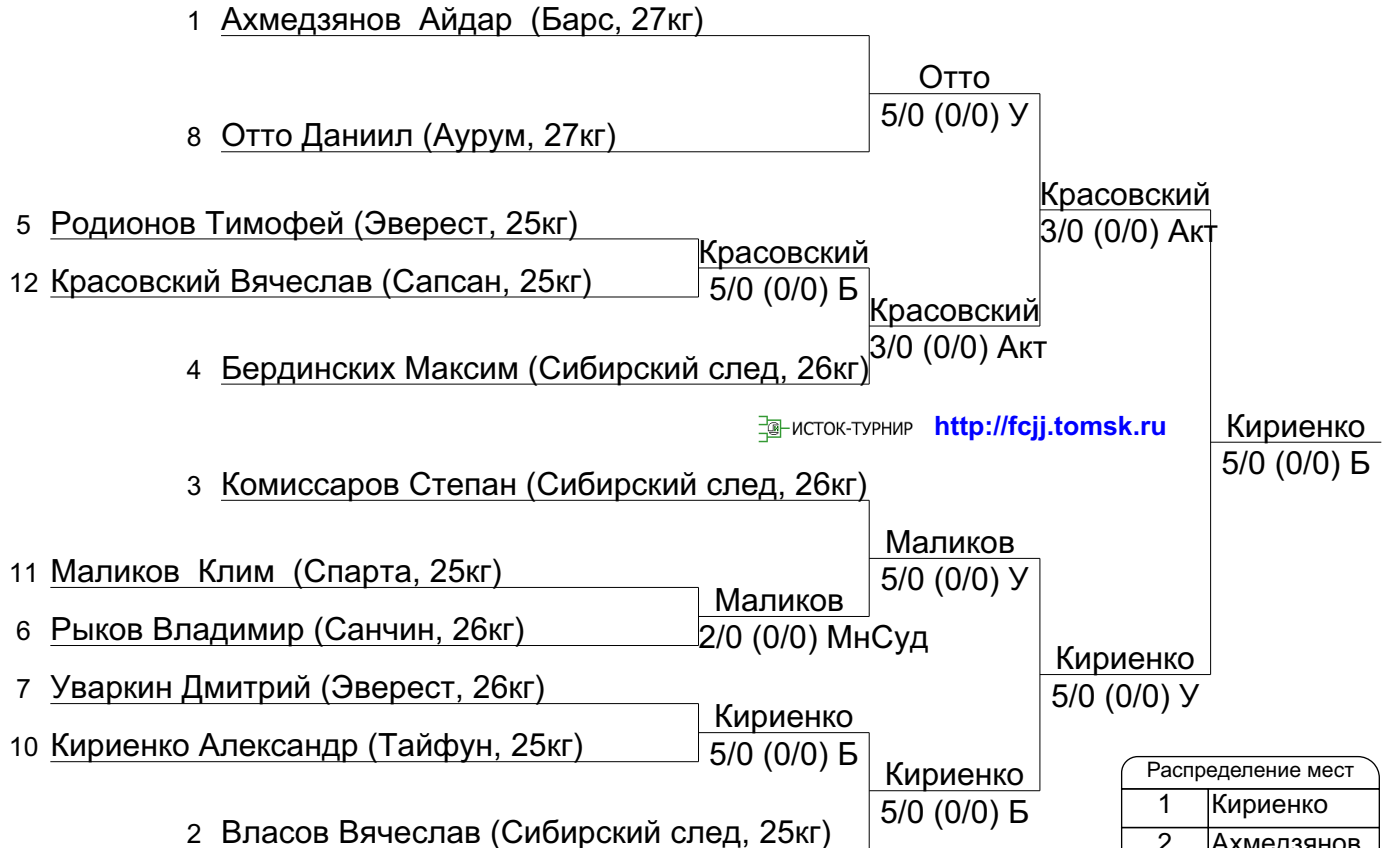 1 Ахмедзянов Айдар (Барс, 27кг)
Отто
5/0 (0/0) У
8 Отто Даниил (Аурум, 27кг)
Красовский
3/0 (0/0) Акт
5 Родионов Тимофей (Эверест, 25кг)
Красовский
5/0 (0/0) Б
12 Красовский Вячеслав (Сапсан, 25кг)
Красовский
3/0 (0/0) Акт
4 Бердинских Максим (Сибирский след, 26кг)
ИСТОК-ТУРНИР http://fcjj.tomsk.ru
Кириенко
5/0 (0/0) Б
3 Комиссаров Степан (Сибирский след, 26кг)
Маликов
5/0 (0/0) У
11 Маликов Клим (Спарта, 25кг)
Маликов
2/0 (0/0) МнСуд
6 Рыков Владимир (Санчин, 26кг)
Кириенко
5/0 (0/0) У
7 Уваркин Дмитрий (Эверест, 26кг)
Кириенко
5/0 (0/0) Б
10 Кириенко Александр (Тайфун, 25кг)
Кириенко
5/0 (0/0) Б
2 Власов Вячеслав (Сибирский след, 25кг)
Распределение мест
1 Кириенко
2 Ахмедзянов